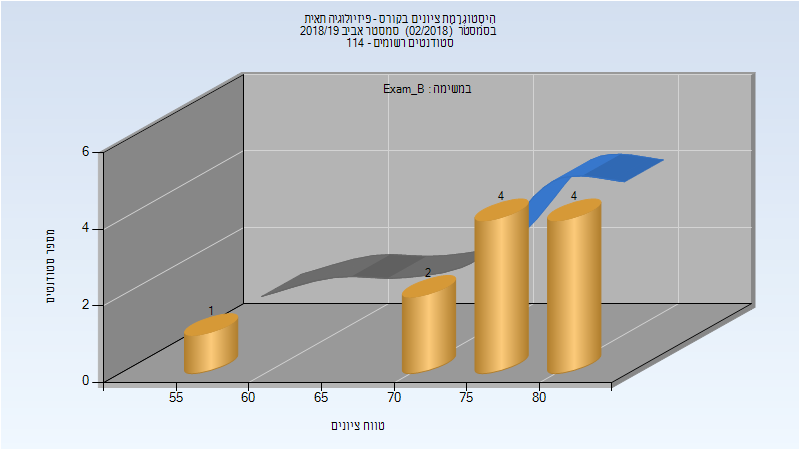 היסטוגרמת ציונים בקורס - פיזיולוגיה תאית
בסמסטר (02/2018) סמסטר אביב 2018/19
סטודנטים רשומים - 114
במשימה : Exam_B
מספר סטודנטים
6
4
2
0
1
2
4
4
55 60 65 70 75 80
טווח ציונים